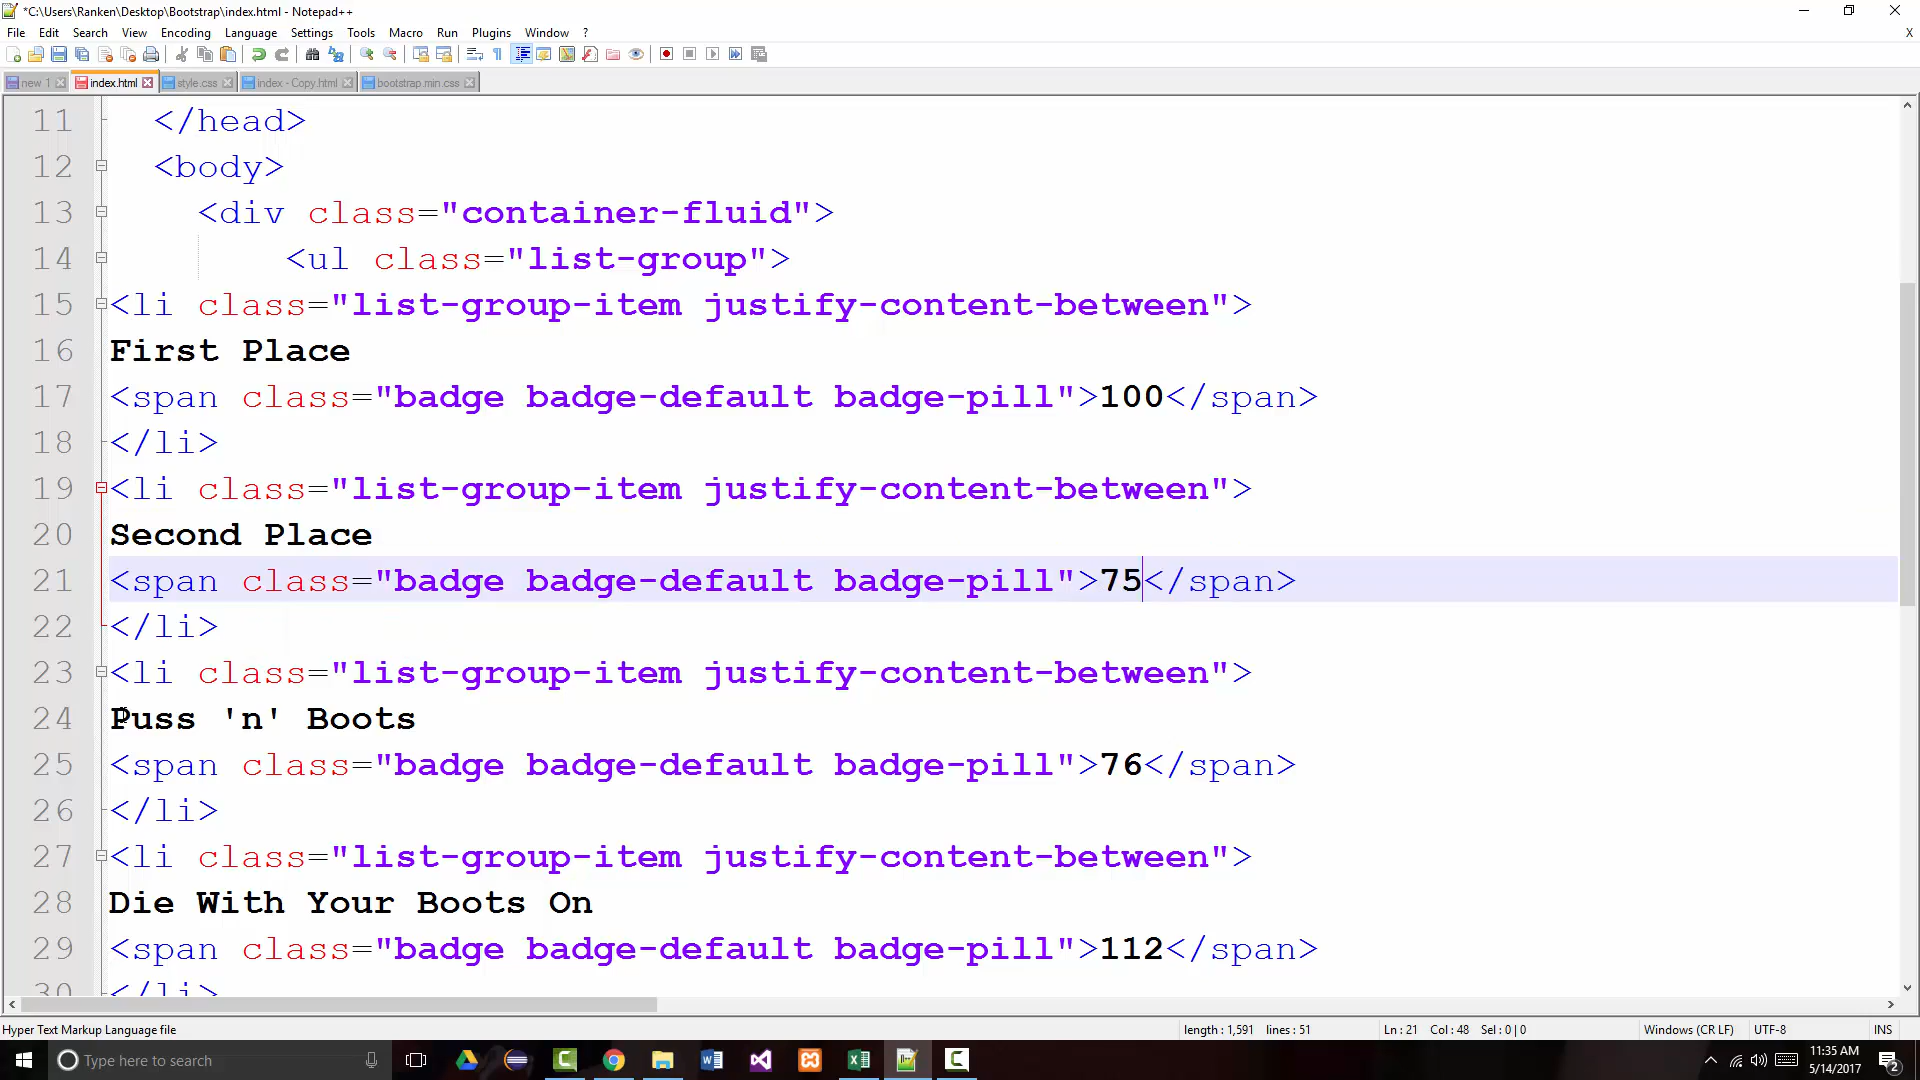 *C:\Users\Ranken\Desktop\Bootstrap\index.html - Notepad++
File Edit Search View Encoding Language Settings Tools Macro Run Plugins Window ? X
new 1 index.html style.css index - Copy.html bootstrap.min.css
11 </head>
12 <body>
13 <div class="container-fluid">
14 <ul class="list-group">
15 <li class="list-group-item justify-content-between">
16 First Place
17 <span class="badge badge-default badge-pill">100</span>
18 </li>
19 <li class="list-group-item justify-content-between">
20 Second Place
21 <span class="badge badge-default badge-pill">75</span>
22 </li>
23 <li class="list-group-item justify-content-between">
24 Puss 'n' Boots
25 <span class="badge badge-default badge-pill">76</span>
26 </li>
27 <li class="list-group-item justify-content-between">
28 Die With Your Boots On
29 <span class="badge badge-default badge-pill">112</span>
30 </li>
Hyper Text Markup Language file length : 1,591 lines : 51 Ln : 21 Col : 48 Sel : 0 | 0 Windows (CR LF) UTF-8 INS
Type here to search
11:35 AM
5/14/2017
2